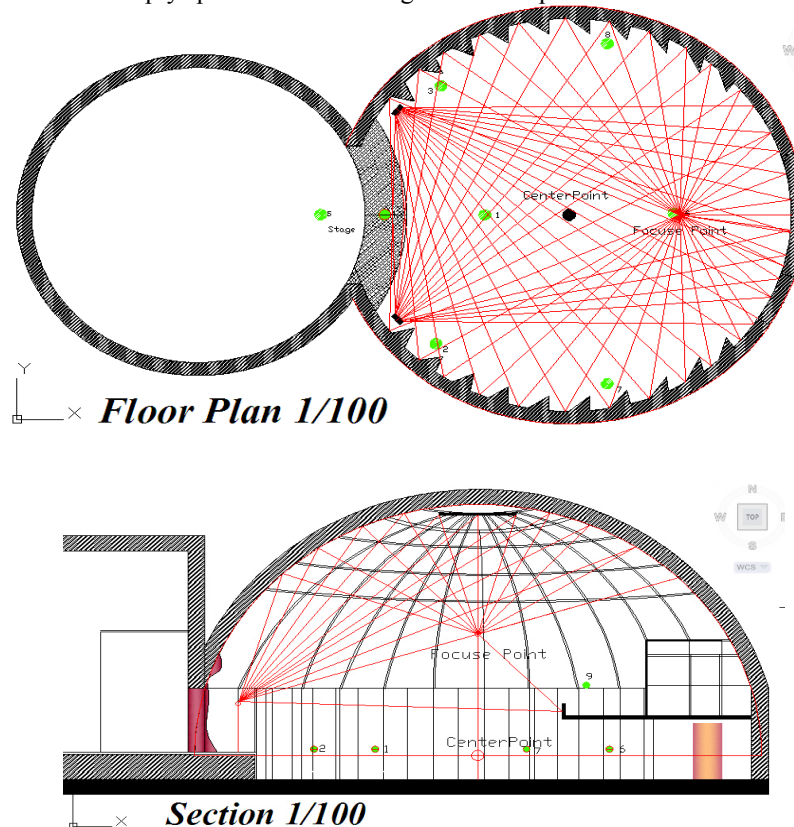 8
W
3
CenterPoint
5
1
Stage
Focuse Point
2
7
Y
X
Floor Plan 1/100
N
W
TOP
E
S
WCS
Focuse Point
9
CenterPoint
2
1
7
6
X
Section 1/100